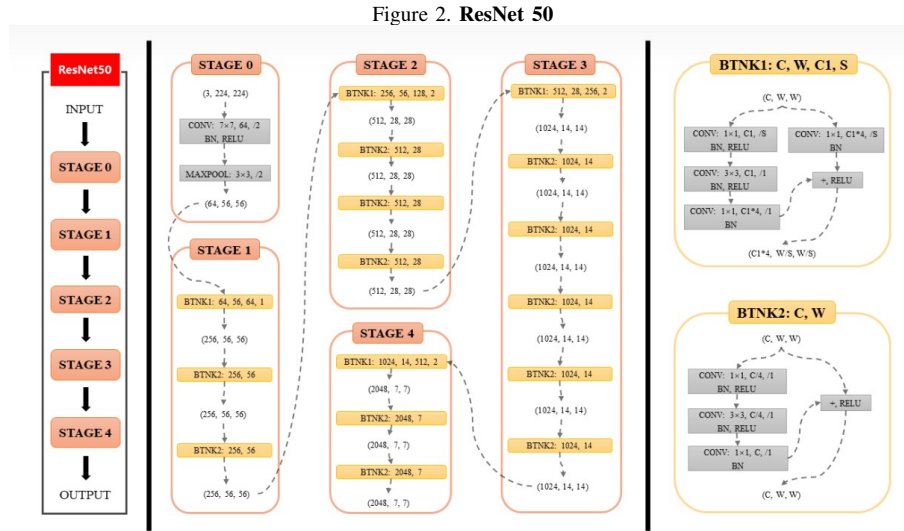 Figure 2. ResNet 50
ResNet50
INPUT
STAGE 0
STAGE 1
STAGE 2
STAGE 3
STAGE 4
OUTPUT
STAGE 0
(3, 224, 224)
CONV: 7×7, 64, /2
BN, RELU
MAXPOOL: 3×3, /2
(64, 56, 56)
STAGE 1
BTNK1: 64, 56, 64, 1
(256, 56, 56)
BTNK2: 256, 56
(256, 56, 56)
BTNK2: 256, 56
(256, 56, 56)
STAGE 2
BTNK1: 256, 56, 128, 2
(512, 28, 28)
BTNK2: 512, 28
(512, 28, 28)
BTNK2: 512, 28
(512, 28, 28)
BTNK2: 512, 28
(512, 28, 28)
STAGE 4
BTNK1: 1024, 14, 512, 2
(2048, 7, 7)
BTNK2: 2048, 7
(2048, 7, 7)
BTNK2: 2048, 7
(2048, 7, 7)
STAGE 3
BTNK1: 512, 28, 256, 2
(1024, 14, 14)
BTNK2: 1024, 14
(1024, 14, 14)
BTNK2: 1024, 14
(1024, 14, 14)
BTNK2: 1024, 14
(1024, 14, 14)
BTNK2: 1024, 14
(1024, 14, 14)
BTNK2: 1024, 14
(1024, 14, 14)
BTNK1: C, W, C1, S
(C, W, W)
CONV: 1×1, C1, /S
BN, RELU
CONV: 3×3, C1, /1
BN, RELU
CONV: 1×1, C1*4, /1
BN
CONV: 1×1, C1*4, /S
BN
+, RELU
(C1*4, W/S, W/S)
BTNK2: C, W
(C, W, W)
CONV: 1×1, C/4, /1
BN, RELU
CONV: 3×3, C/4, /1
BN, RELU
CONV: 1×1, C, /1
BN
+, RELU
(C, W, W)